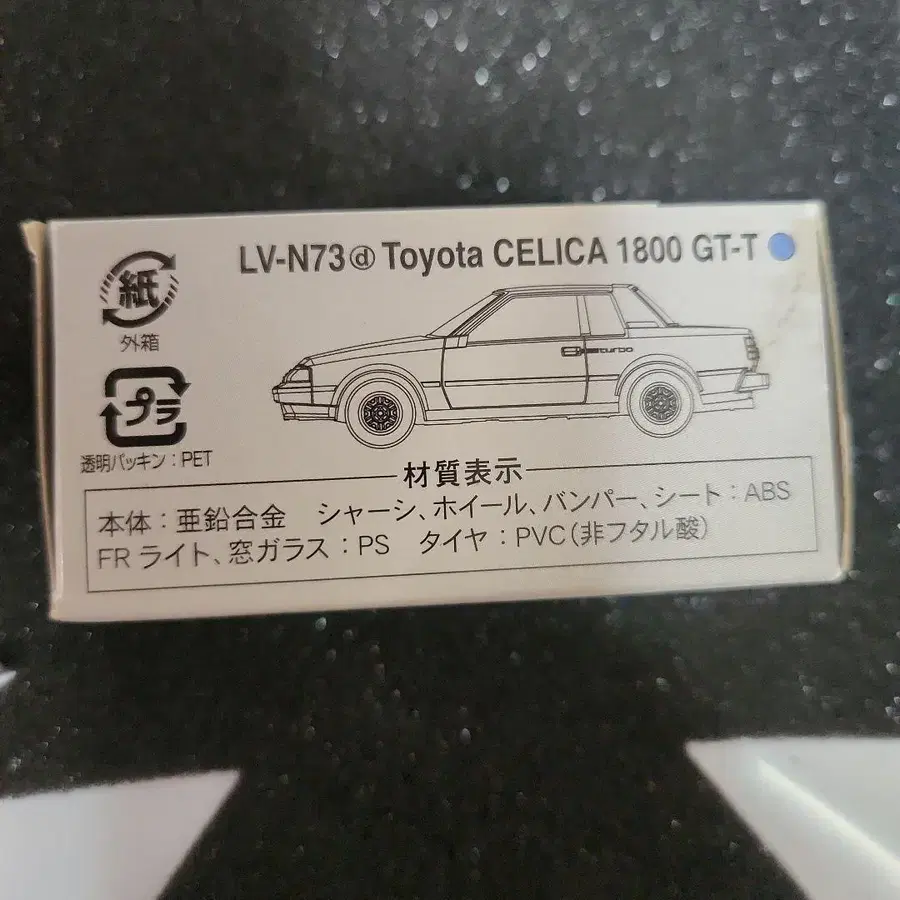 LV-N73ⓓ Toyota CELICA 1800 GT-T
紙
外箱
プラ
透明パッキン：PET
turbo
材質表示
本体：亜鉛合金 シャーシ、ホイール、バンパー、シート：ABS
FR ライト、窓ガラス：PS タイヤ：PVC（非フタル酸）